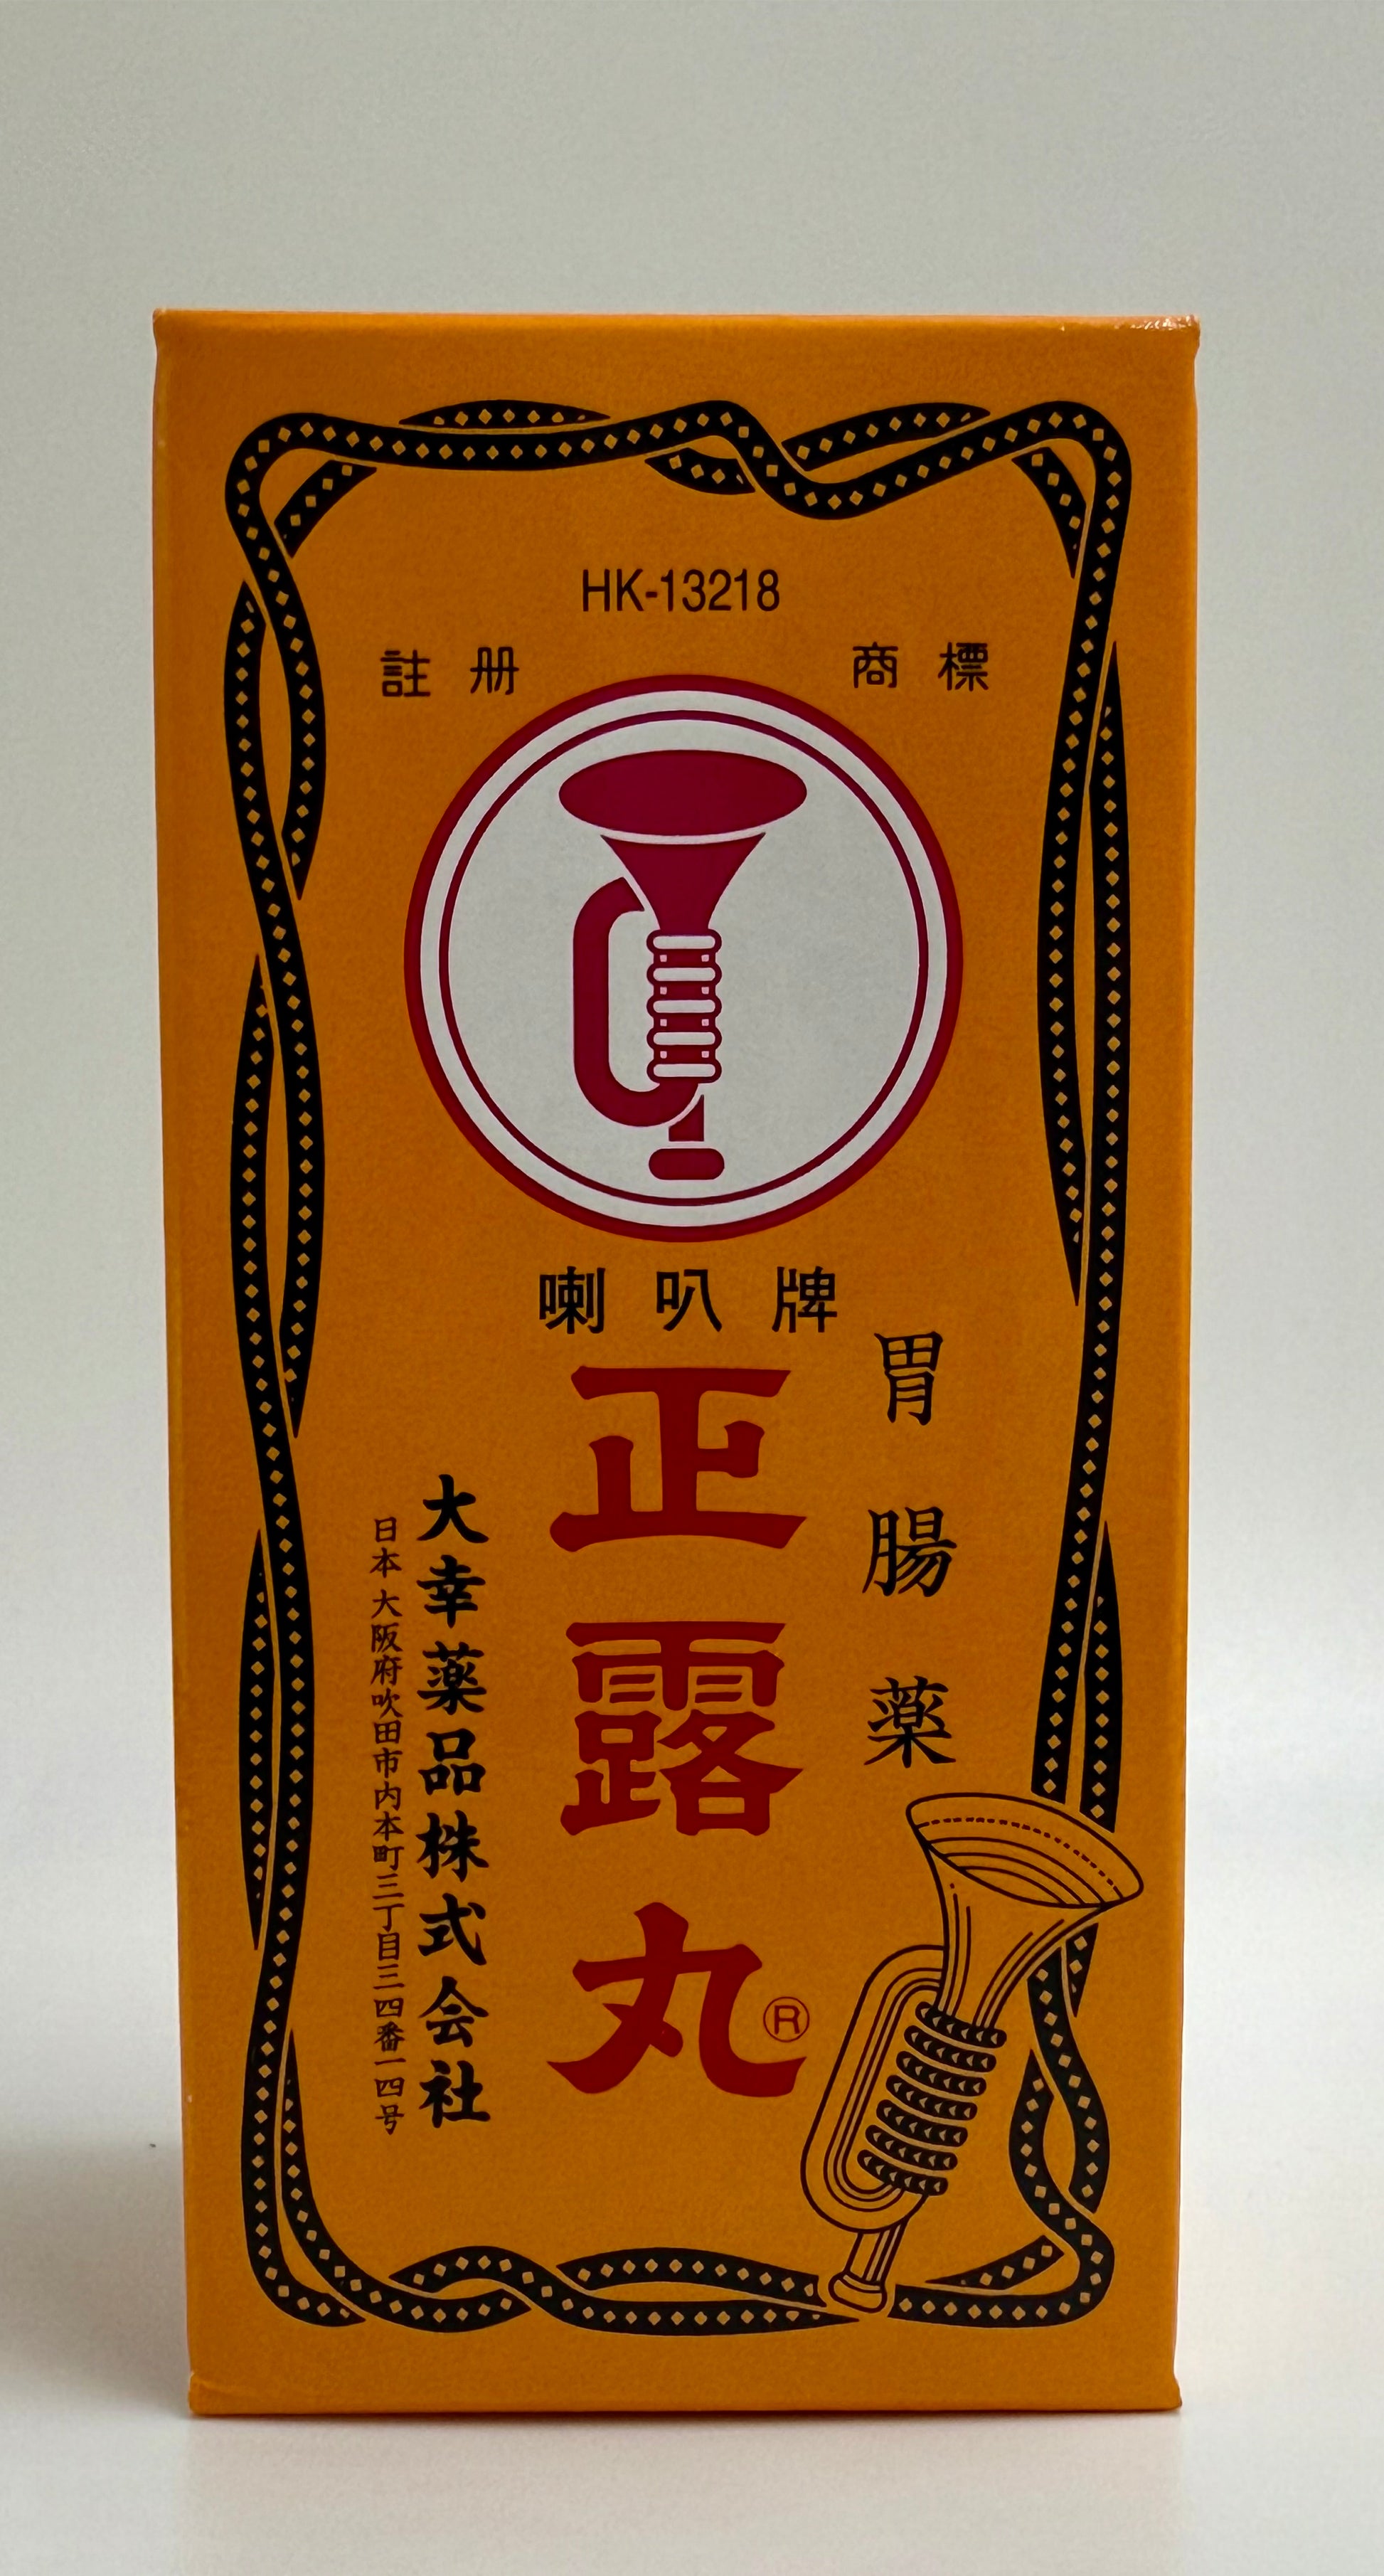 HK-13218
註冊 商標
喇叭牌
胃腸薬
正露丸®
大幸薬品株式会社
日本 大阪府吹田市内本町三丁目三四番一四号